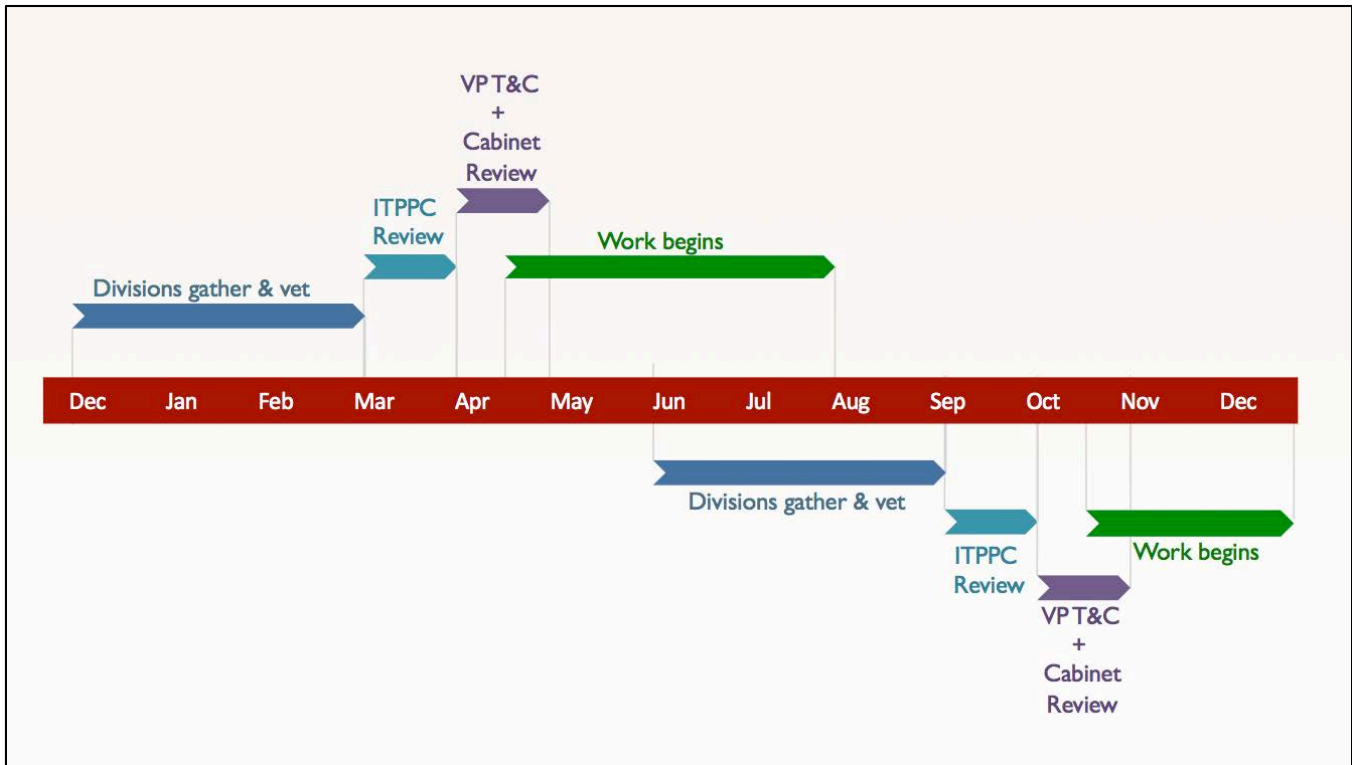 VP T&C
+
Cabinet
Review
ITPPC
Review
Work begins
Divisions gather & vet
Dec Jan Feb Mar Apr May Jun Jul Aug Sep Oct Nov Dec
Divisions gather & vet
Work begins
ITPPC
Review
VP T&C
+
Cabinet
Review